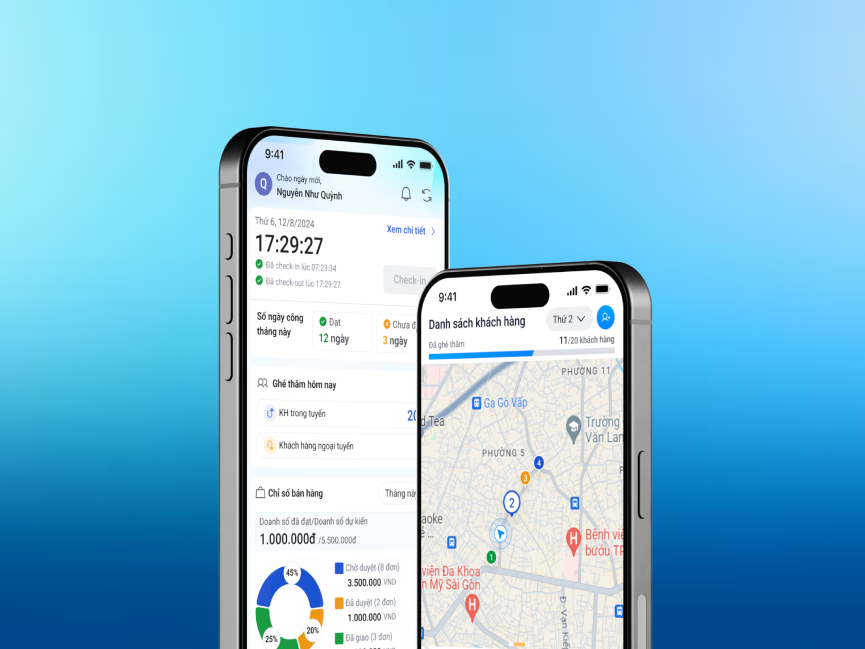 9:41
Q
Chào ngày mới,
Nguyễn Như Quỳnh
Thứ 6, 12/8/2024
Xem chi tiết
17:29:27
Đã check-in lúc 07:23:34
Đã check-out lúc 17:29:27
Check-in
Số ngày công
tháng này
Đạt
12 ngày
Chưa đ
3 ngày
Ghé thăm hôm nay
KH trong tuyến
20
Khách hàng ngoại tuyến
Chỉ số bán hàng
Tháng này
Doanh số đã đạt/Doanh số dự kiến
1.000.000đ /5.500.000đ
45%
20%
25%
Chờ duyệt (8 đơn)
3.500.000 VND
Đã duyệt (2 đơn)
1.000.000 VND
Đã giao (3 đơn)
9:41
Danh sách khách hàng
Thứ 2
Đã ghé thăm
11/20 khách hàng
PHƯỜNG 11
Ga Gò Vấp
d Tea
Trường
Văn Lan
PHƯỜNG 5
4
3
2
1
P
aoke
ê ...
H
Bệnh việ
bướu TP
viện Đa Khoa
n Mỹ Sài Gòn
H
Đ. Văn Kiê